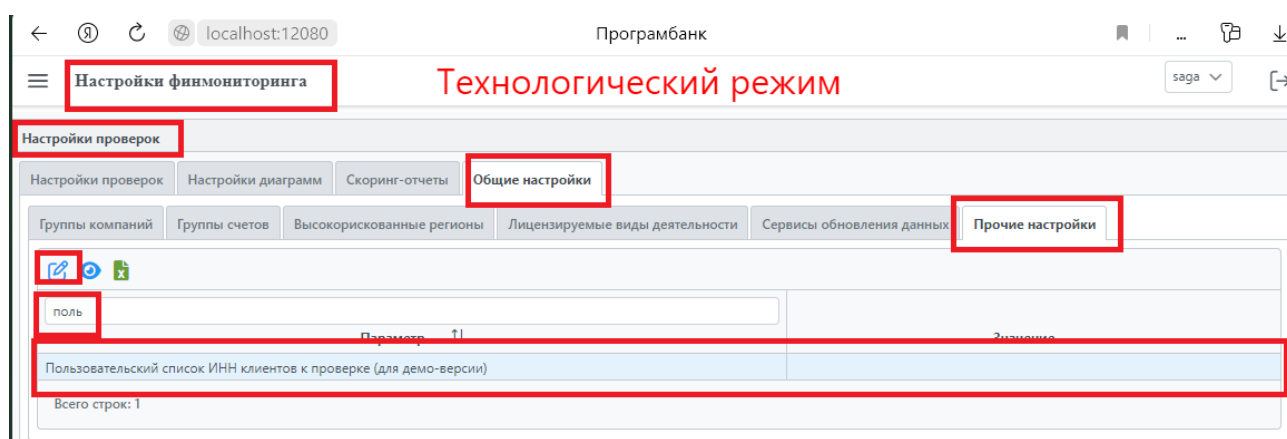 localhost:12080 Програмбанк ...
Настройки финмониторинга Технологический режим saga
Настройки проверок
Настройки проверок Настройки диаграмм Скоринг-отчеты Общие настройки
Группы компаний Группы счетов Высокорискованные регионы Лицензируемые виды деятельности Сервисы обновления данных Прочие настройки
поль
Параметр Значение
Пользовательский список ИНН клиентов к проверке (для демо-версии)
Всего строк: 1